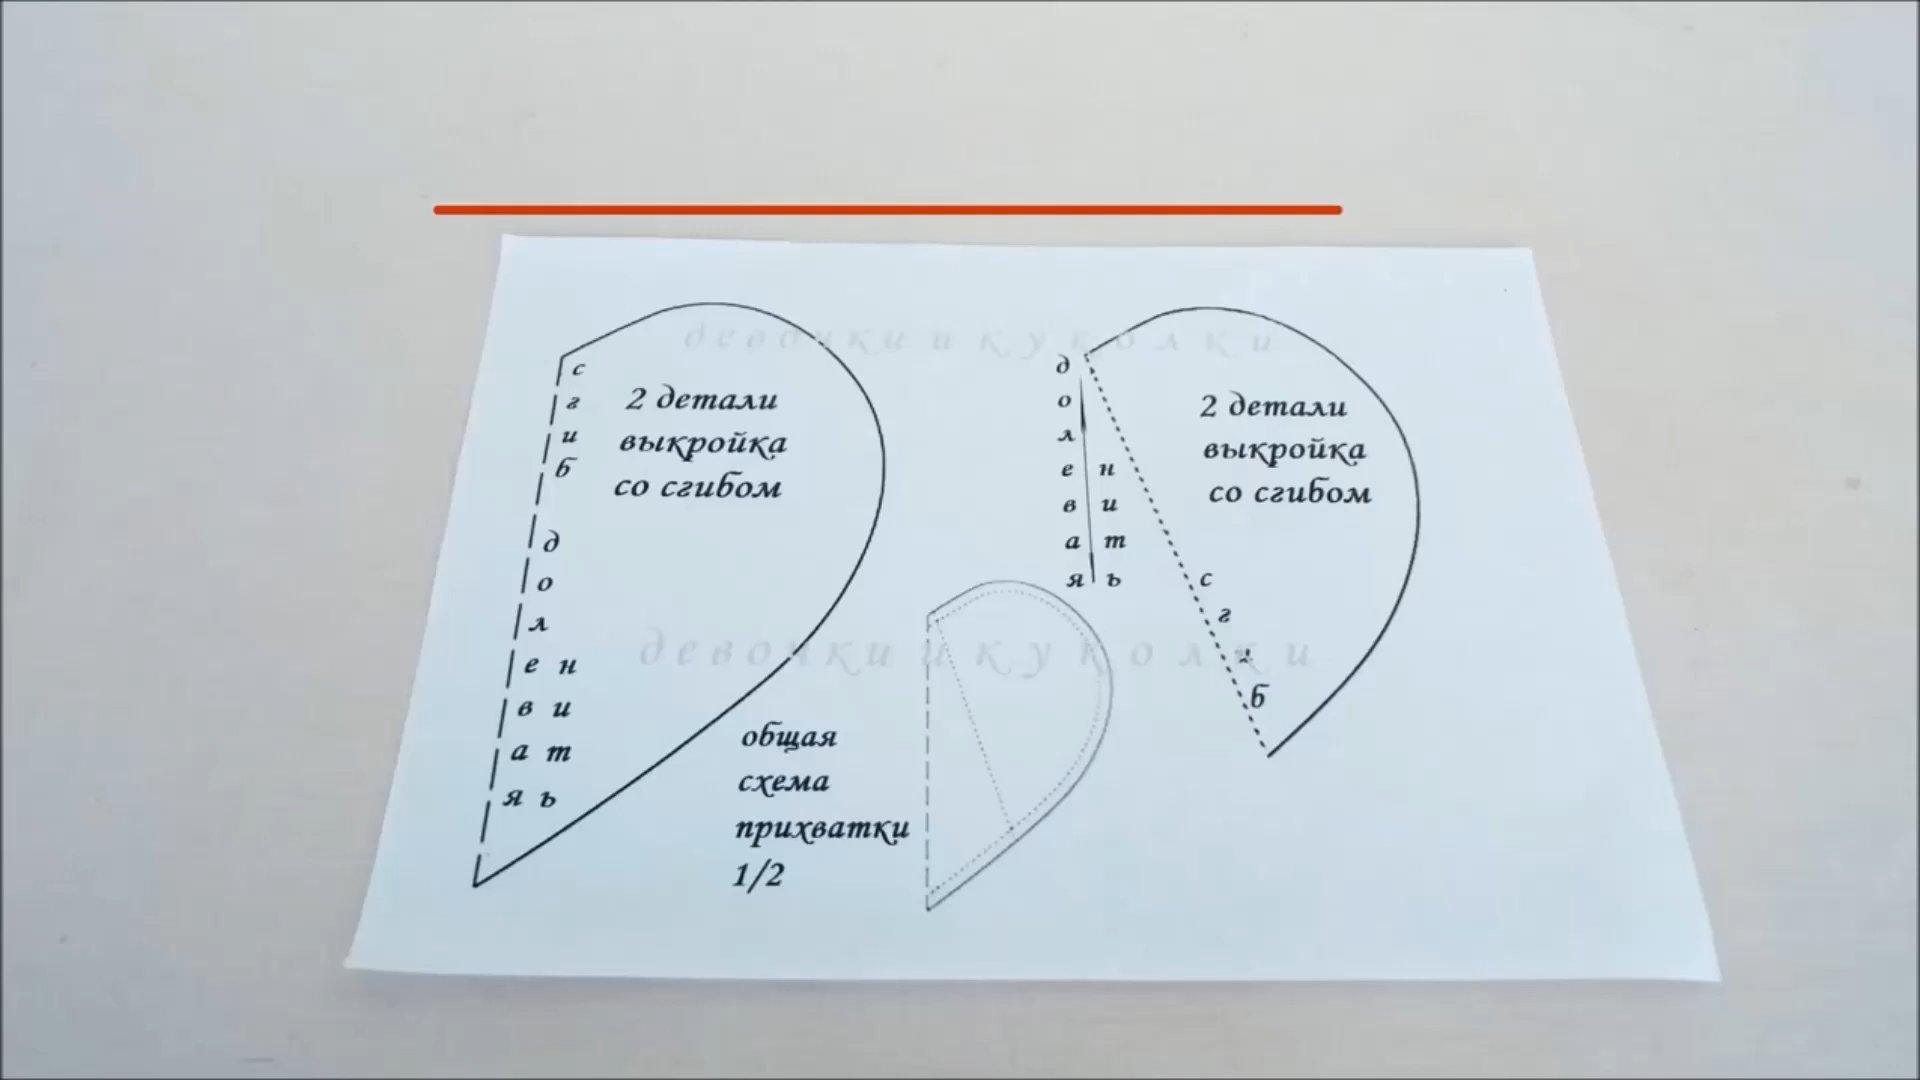 девочки и куколки
сгиб
долевая нить
2 детали
выкройка
со сгибом
долевая
нить
2 детали
выкройка
со сгибом
сгиб
девочки и куколки
общая
схема
прихватки
1/2